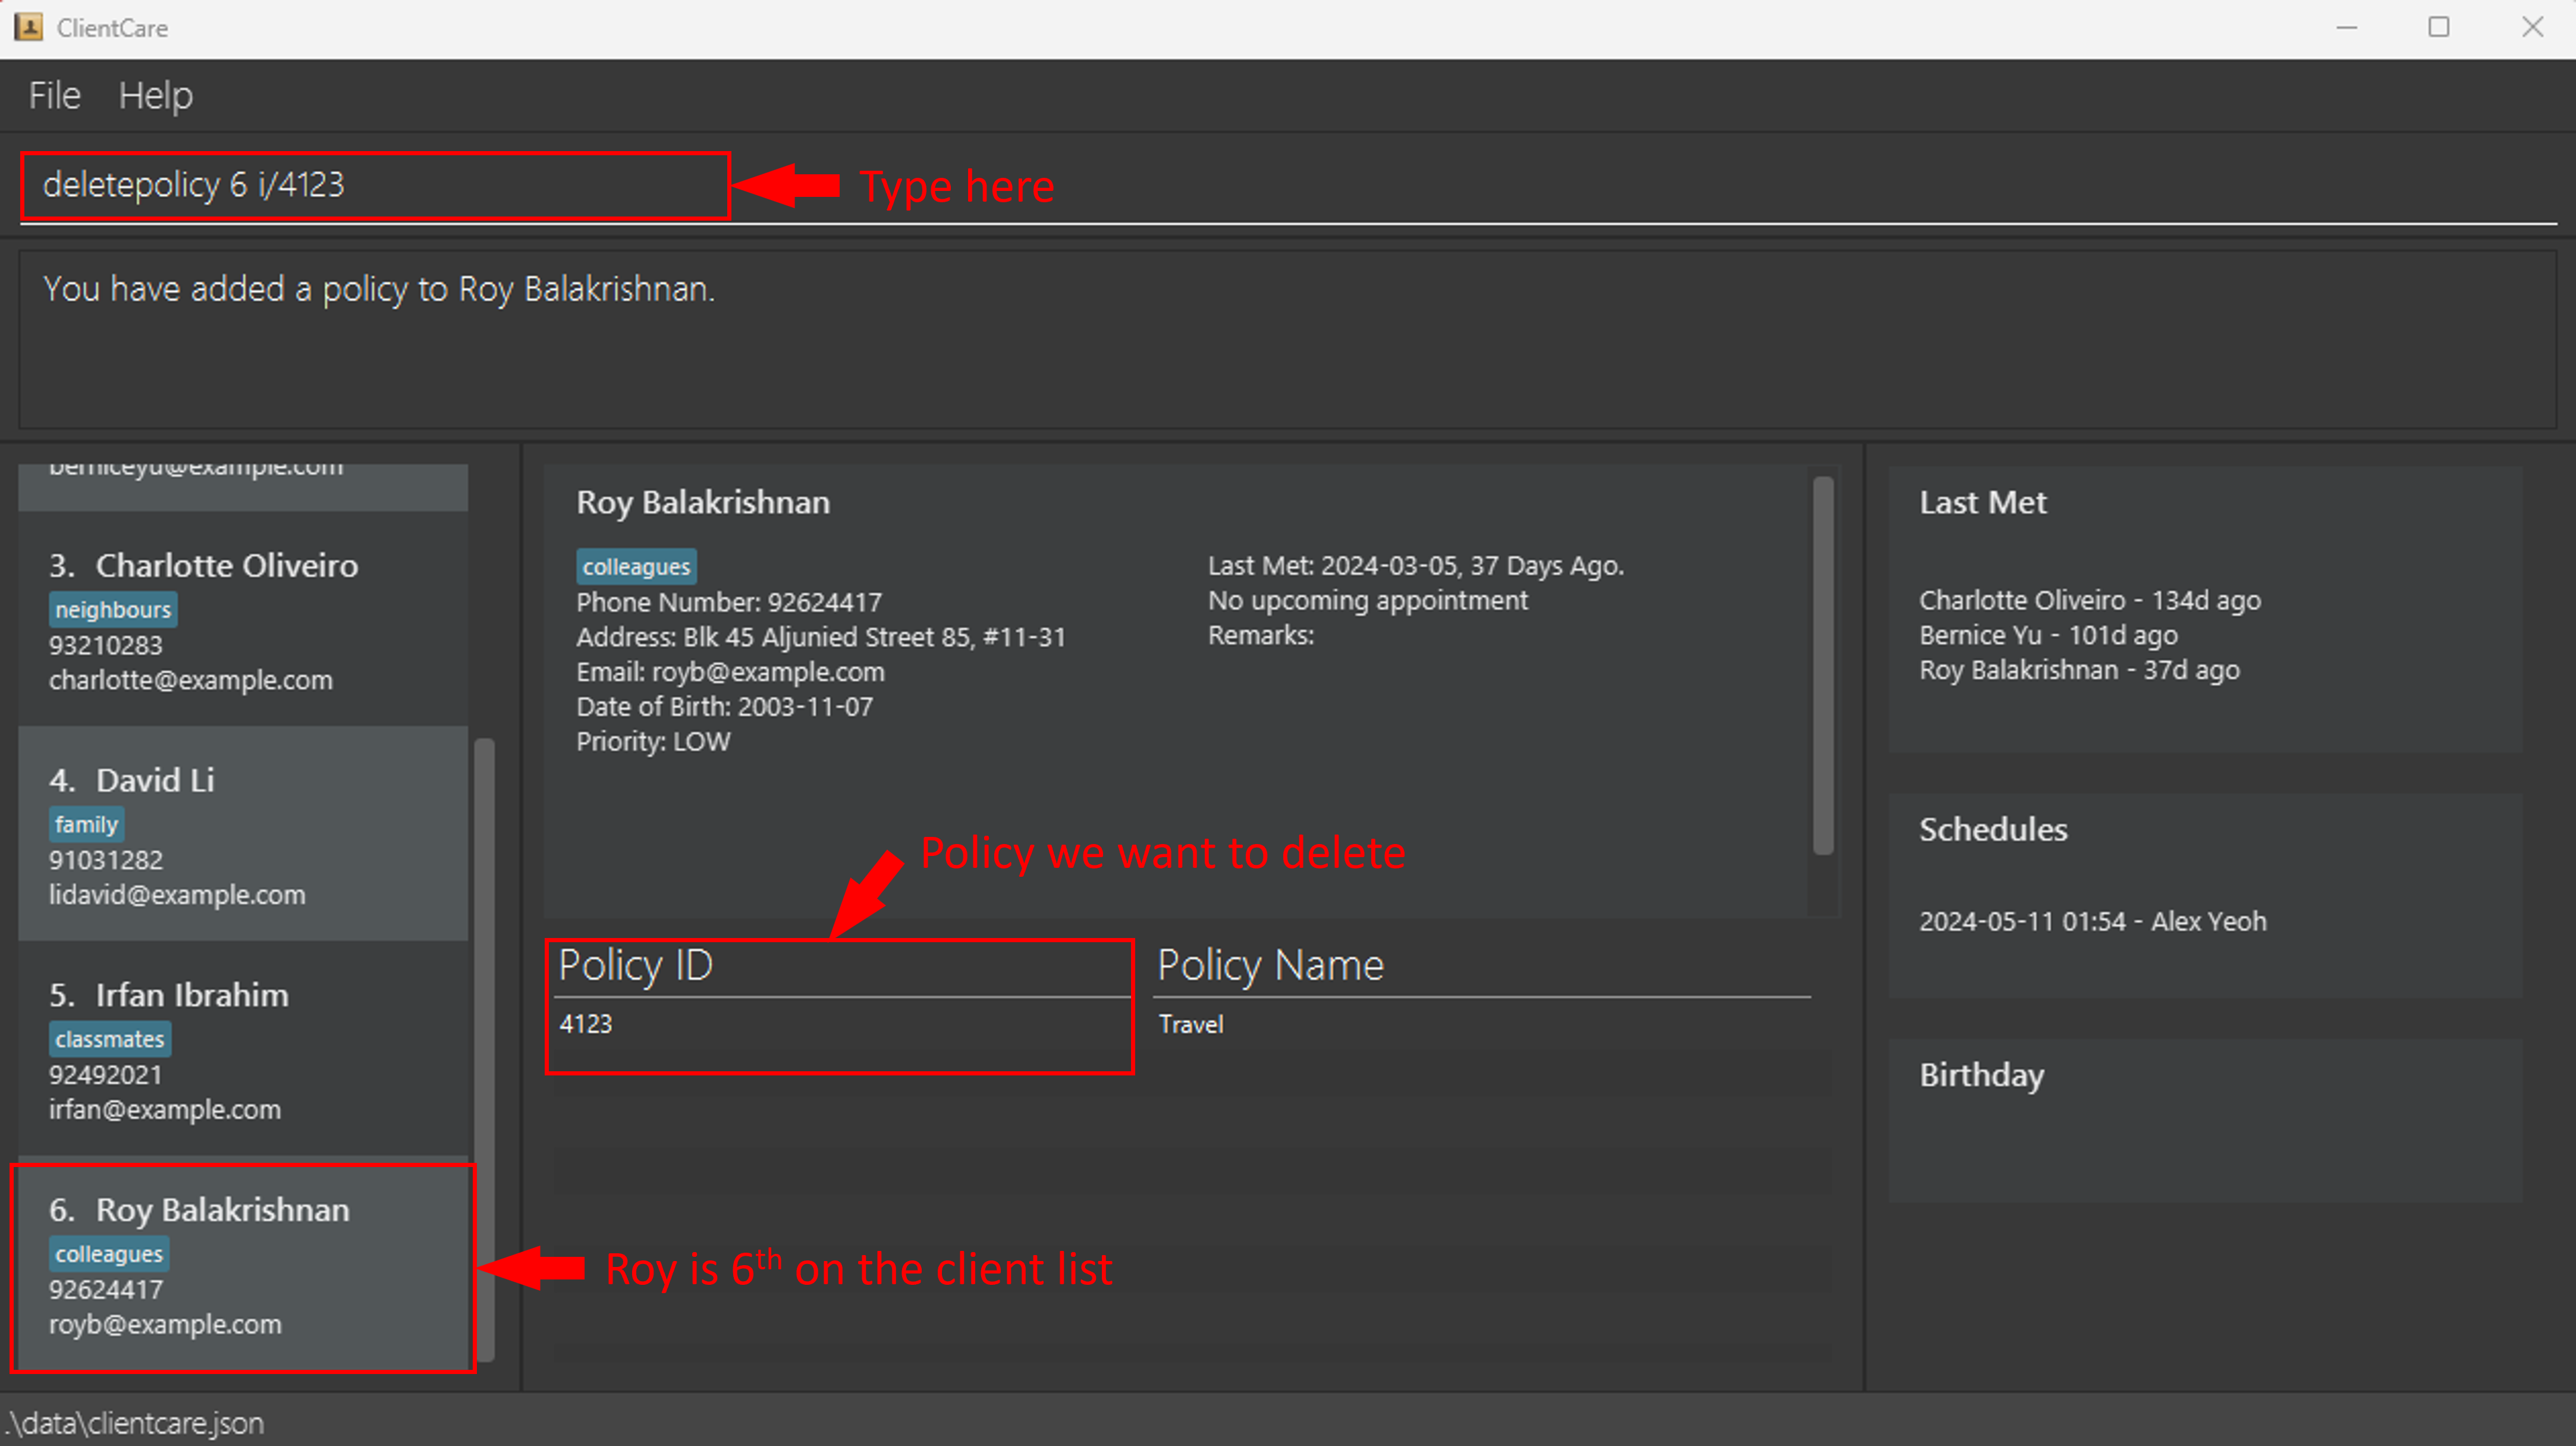 ClientCare
File Help
deletepolicy 6 i/4123
Type here
You have added a policy to Roy Balakrishnan.
berniceyu@example.com
3. Charlotte Oliveiro
neighbours
93210283
charlotte@example.com
4. David Li
family
91031282
lidavid@example.com
5. Irfan Ibrahim
classmates
92492021
irfan@example.com
6. Roy Balakrishnan
colleagues
92624417
royb@example.com
Roy is 6th on the client list
Roy Balakrishnan
colleagues
Phone Number: 92624417
Address: Blk 45 Aljunied Street 85, #11-31
Email: royb@example.com
Date of Birth: 2003-11-07
Priority: LOW
Last Met: 2024-03-05, 37 Days Ago.
No upcoming appointment
Remarks:
Policy we want to delete
Policy ID Policy Name
4123 Travel
Last Met
Charlotte Oliveiro - 134d ago
Bernice Yu - 101d ago
Roy Balakrishnan - 37d ago
Schedules
2024-05-11 01:54 - Alex Yeoh
Birthday
.\data\clientcare.json